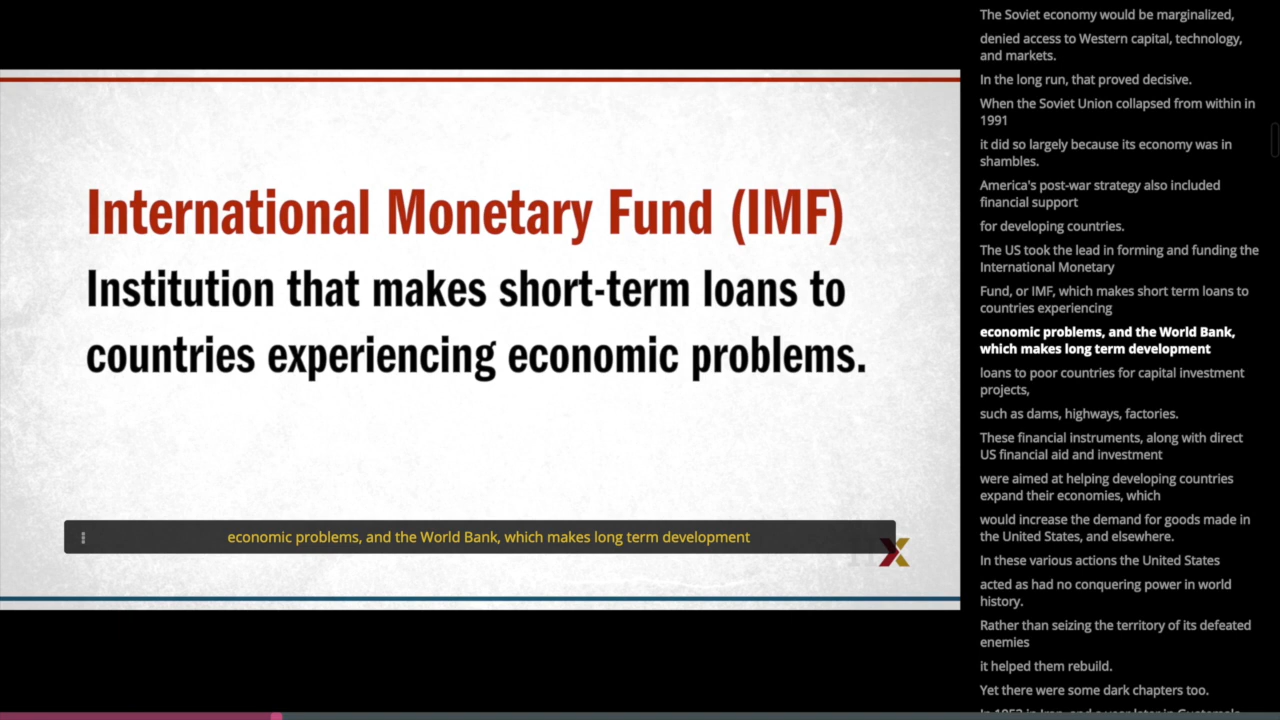 International Monetary Fund (IMF)
Institution that makes short-term loans to
countries experiencing economic problems.
economic problems, and the World Bank, which makes long term development
X
The Soviet economy would be marginalized,
denied access to Western capital, technology,
and markets.
In the long run, that proved decisive.
When the Soviet Union collapsed from within in
1991
it did so largely because its economy was in
shambles.
America's post-war strategy also included
financial support
for developing countries.
The US took the lead in forming and funding the
International Monetary
Fund, or IMF, which makes short term loans to
countries experiencing
economic problems, and the World Bank,
which makes long term development
loans to poor countries for capital investment
projects,
such as dams, highways, factories.
These financial instruments, along with direct
US financial aid and investment
were aimed at helping developing countries
expand their economies, which
would increase the demand for goods made in
the United States, and elsewhere.
In these various actions the United States
acted as had no conquering power in world
history.
Rather than seizing the territory of its defeated
enemies
it helped them rebuild.
Yet there were some dark chapters too.
In 1953 in Iran, and a year later in Guatemala